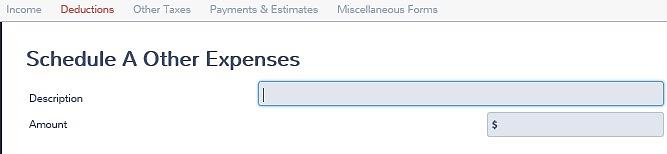 Income Deductions Other Taxes Payments & Estimates Miscellaneous Forms
Schedule A Other Expenses
Description
Amount $